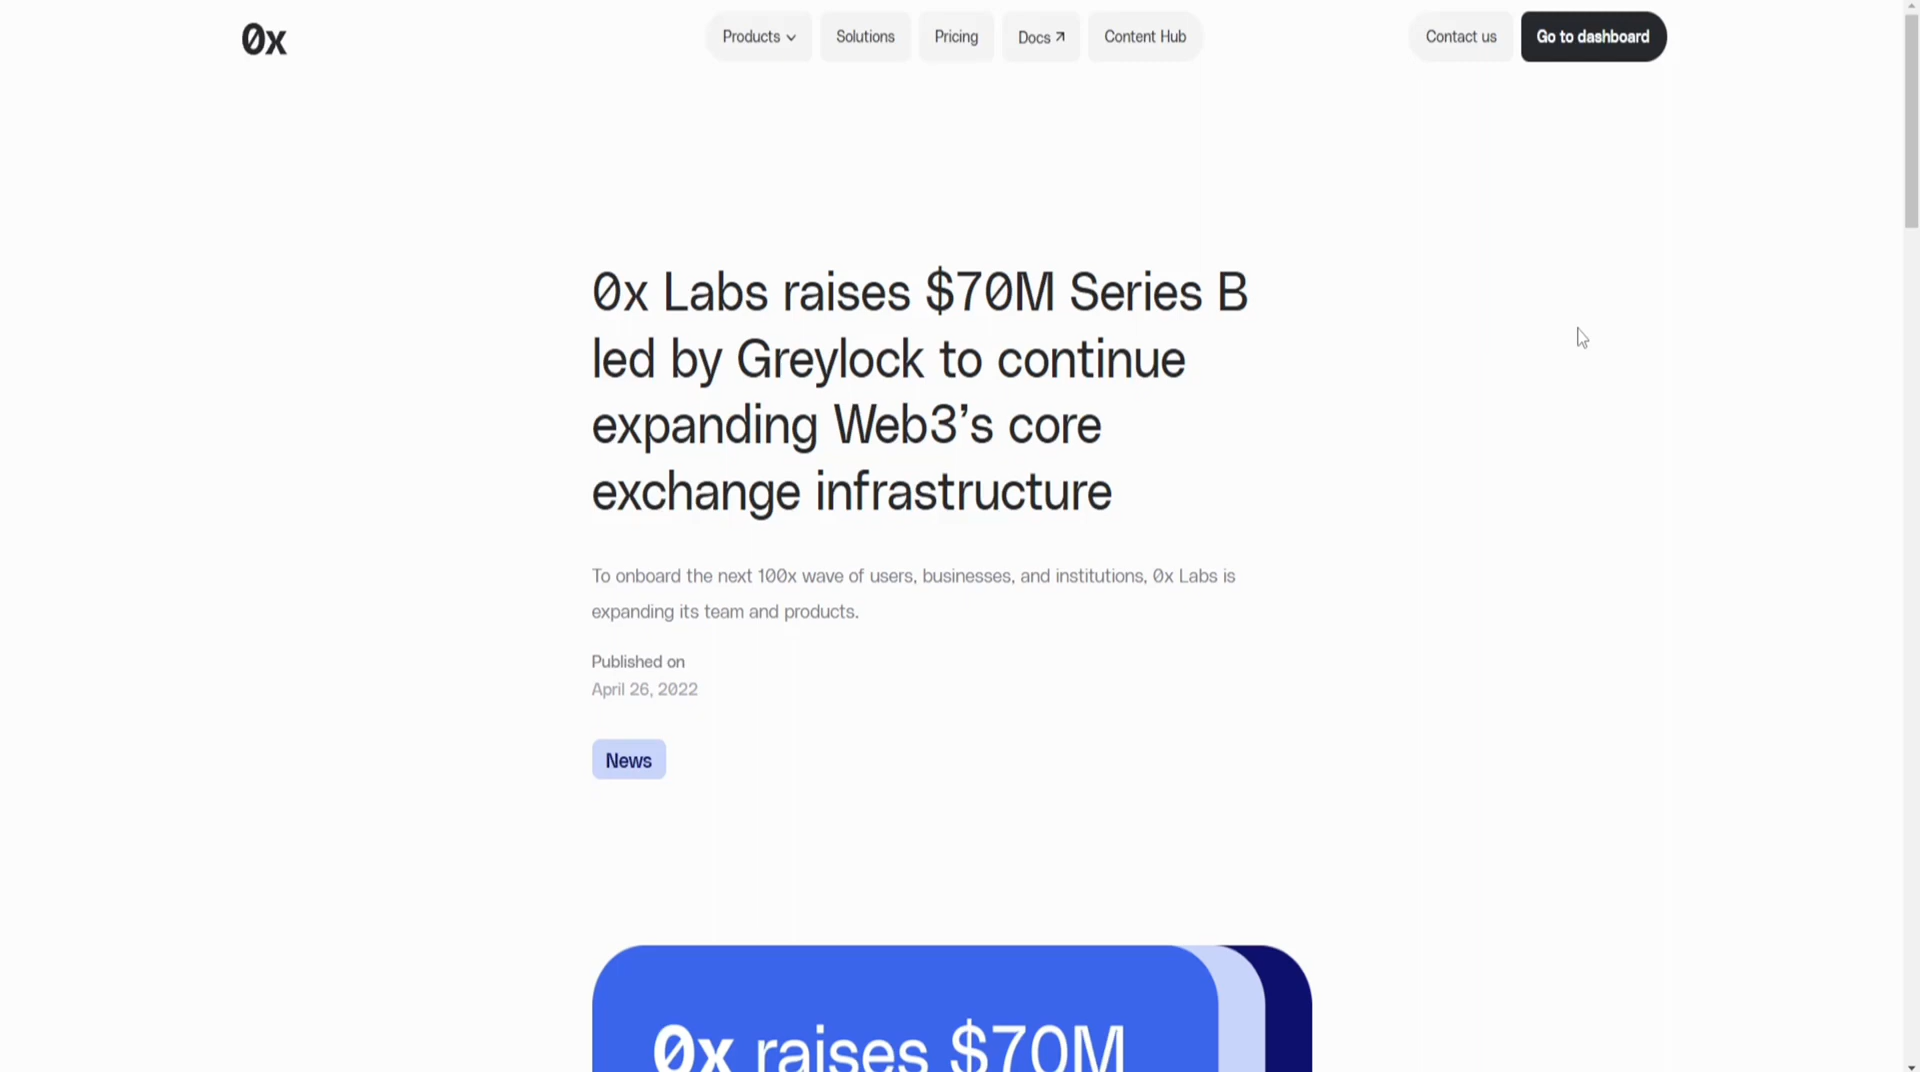 0x
Products
Solutions
Pricing
Docs
Content Hub
Contact us
Go to dashboard
0x Labs raises $70M Series B
led by Greylock to continue
expanding Web3’s core
exchange infrastructure
To onboard the next 100x wave of users, businesses, and institutions, 0x Labs is
expanding its team and products.
Published on
April 26, 2022
News
0x raises $70M